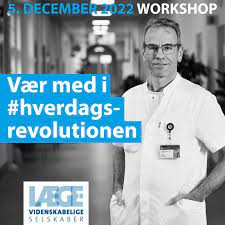 5. DECEMBER 2022 WORKSHOP
Vær med i
#hverdags-
revolutionen
LÆGE
VIDENSKABELIGE
SELSKABER